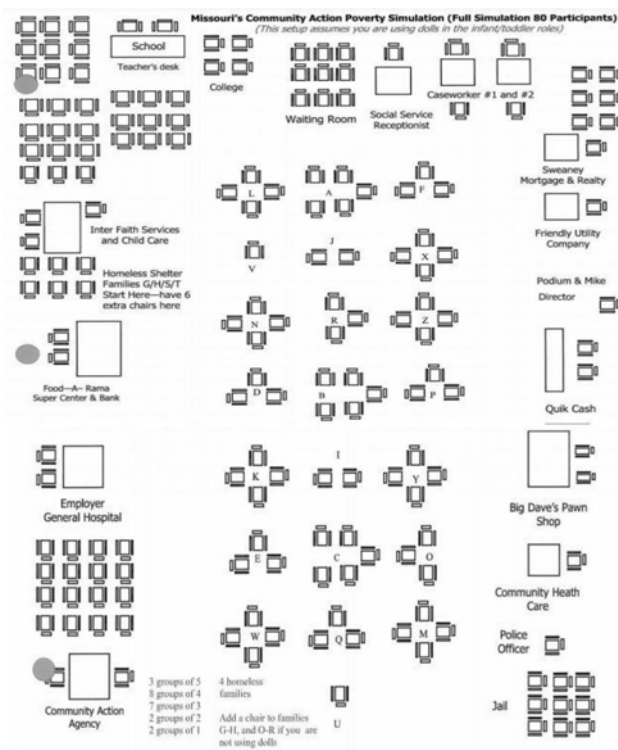 Missouri's Community Action Poverty Simulation (Full Simulation 80 Participants)
(This setup assumes you are using dolls in the infant/toddler roles)
School
Teacher's desk
College
Waiting Room
Social Service
Receptionist
Caseworker #1 and #2
Sweaney
Mortgage & Realty
L
A
F
Inter Faith Services
and Child Care
Friendly Utility
Company
V
J
X
Homeless Shelter
Families G/H/S/T
Start Here—have 6
extra chairs here
Podium & Mike
Director
N
R
Z
Food—A– Rama
Super Center & Bank
D
B
P
Quik Cash
Employer
General Hospital
K
I
Y
Big Dave's Pawn
Shop
E
C
O
Community Heath
Care
W
Q
M
Police
Officer
Community Action
Agency
3 groups of 5
8 groups of 4
7 groups of 3
2 groups of 2
2 groups of 1
4 homeless
families
Add a chair to families
G-H, and O-R if you are
not using dolls
U
Jail